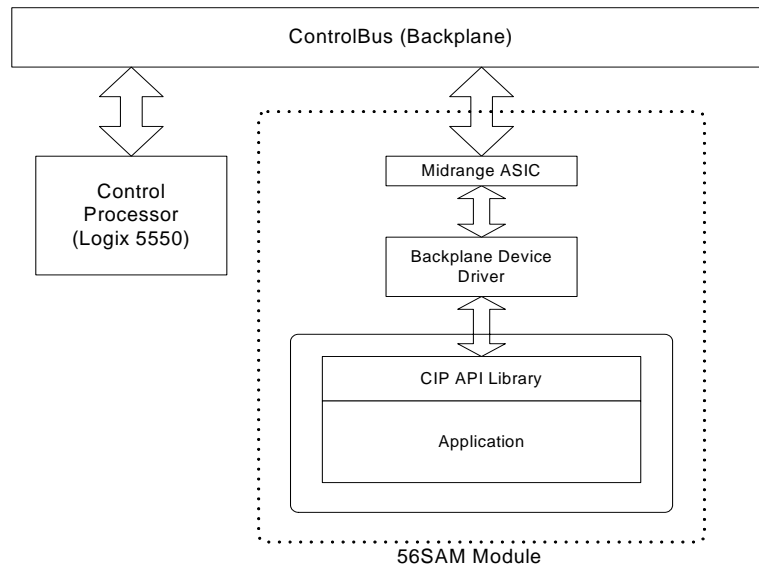 ControlBus (Backplane)
Control
Processor
(Logix 5550)
Midrange ASIC
Backplane Device
Driver
CIP API Library
Application
56SAM Module